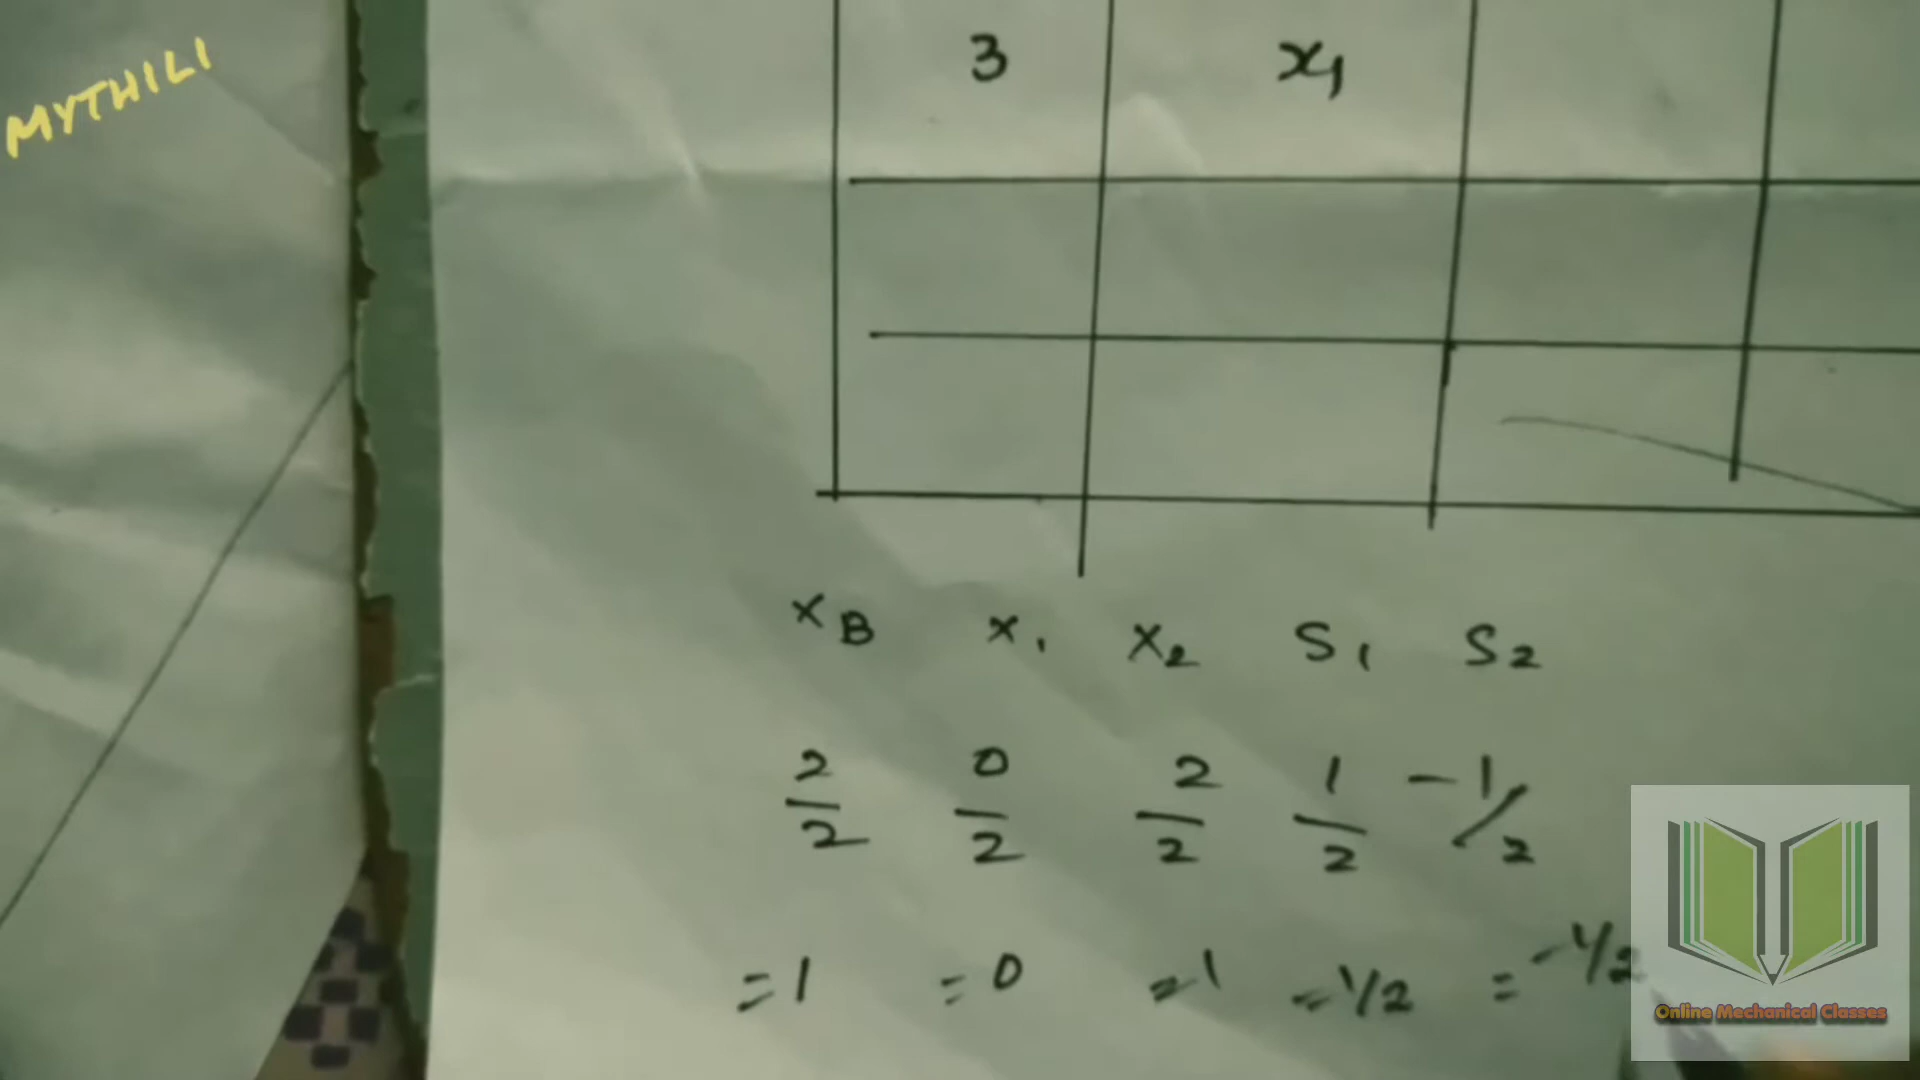 MYTHILI
3 x1
XB X1 X2 S1 S2
2/2 0/2 2/2 1/2 -1/2
=1 =0 =1 =1/2 =-1/2
Online Mechanical Classes